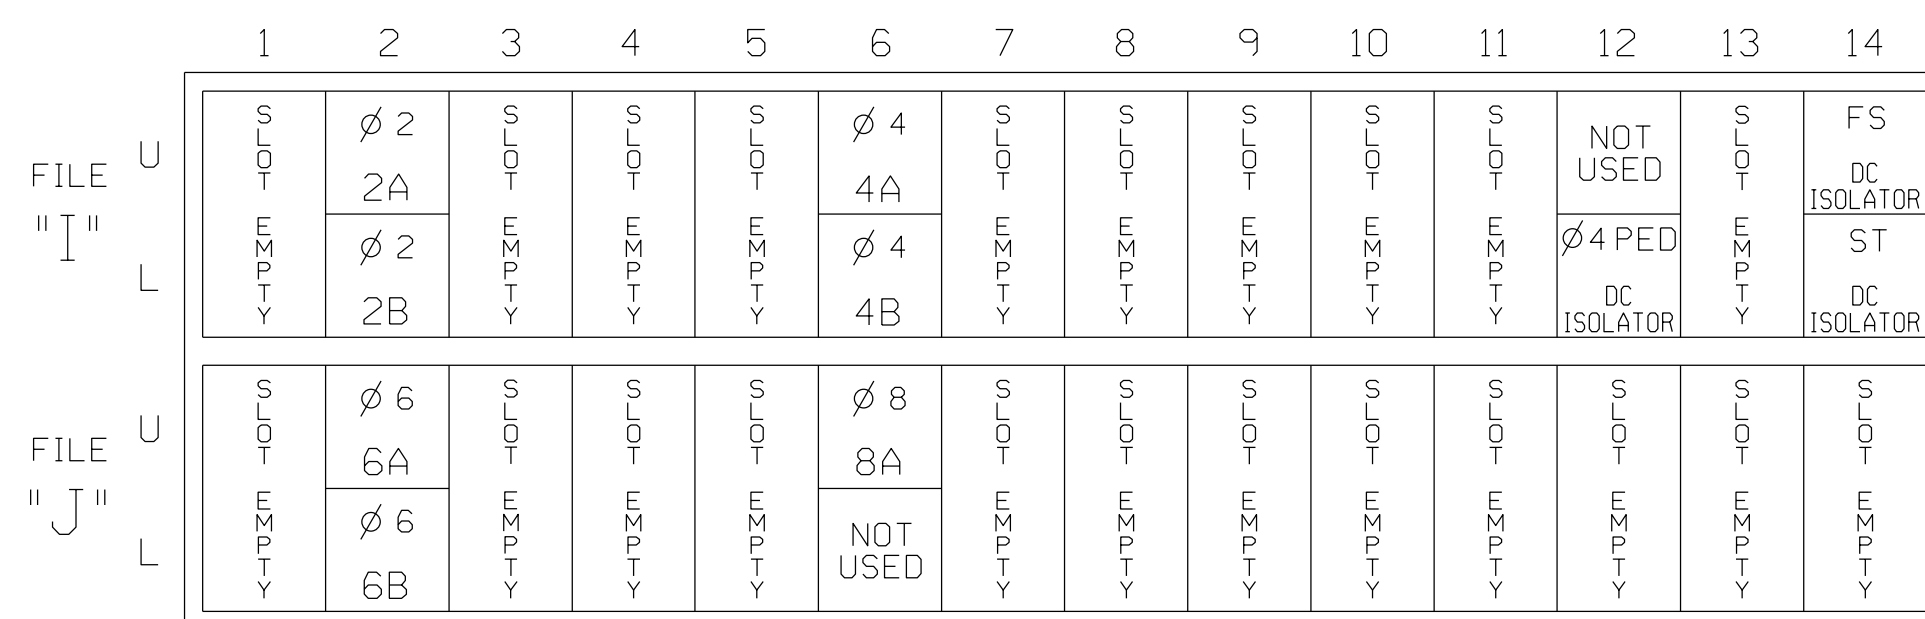 1 2 3 4 5 6 7 8 9 10 11 12 13 14
FILE "I"
U
L
SLOT EMPTY
Ø 2
2A
Ø 2
2B
SLOT EMPTY
SLOT EMPTY
SLOT EMPTY
Ø 4
4A
Ø 4
4B
SLOT EMPTY
SLOT EMPTY
SLOT EMPTY
SLOT EMPTY
SLOT EMPTY
NOT
USED
Ø4 PED
DC
ISOLATOR
SLOT EMPTY
FS
DC
ISOLATOR
ST
DC
ISOLATOR
FILE "J"
U
L
SLOT EMPTY
Ø 6
6A
Ø 6
6B
SLOT EMPTY
SLOT EMPTY
SLOT EMPTY
Ø 8
8A
NOT
USED
SLOT EMPTY
SLOT EMPTY
SLOT EMPTY
SLOT EMPTY
SLOT EMPTY
SLOT EMPTY
SLOT EMPTY
SLOT EMPTY